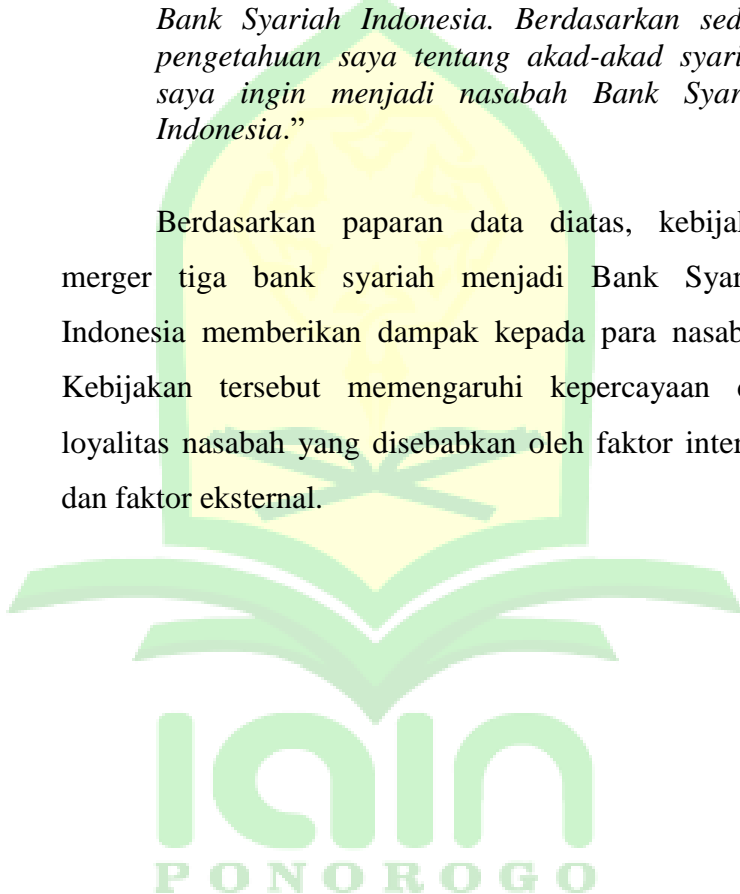 Bank Syariah Indonesia. Berdasarkan sed
pengetahuan saya tentang akad-akad syari
saya ingin menjadi nasabah Bank Syar
Indonesia.”
Berdasarkan paparan data diatas, kebijak
merger tiga bank syariah menjadi Bank Syar
Indonesia memberikan dampak kepada para nasab
Kebijakan tersebut memengaruhi kepercayaan
loyalitas nasabah yang disebabkan oleh faktor inter
dan faktor eksternal.
iain
PONOROGO